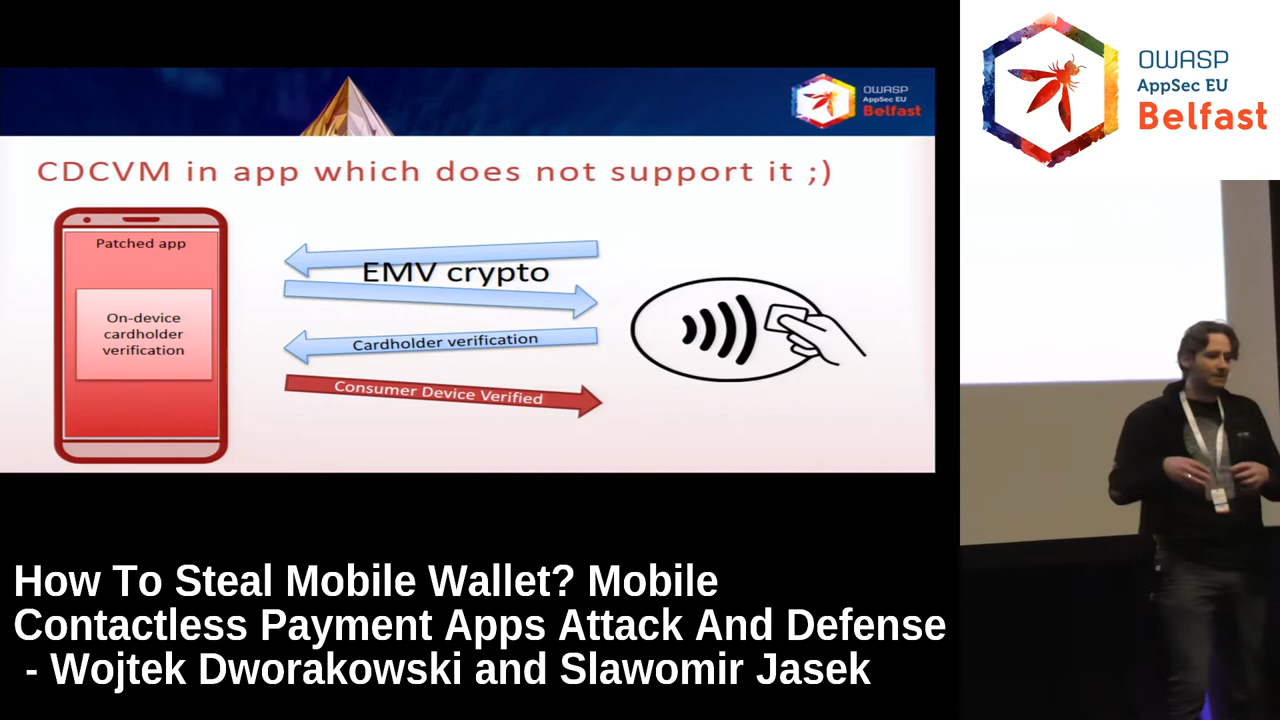 OWASP
AppSec EU
Belfast
CDCVM in app which does not support it ;)
Patched app
On-device
cardholder
verification
EMV crypto
Cardholder verification
Consumer Device Verified
OWASP
AppSec EU
Belfast
How To Steal Mobile Wallet? Mobile
Contactless Payment Apps Attack And Defense
- Wojtek Dworakowski and Slawomir Jasek